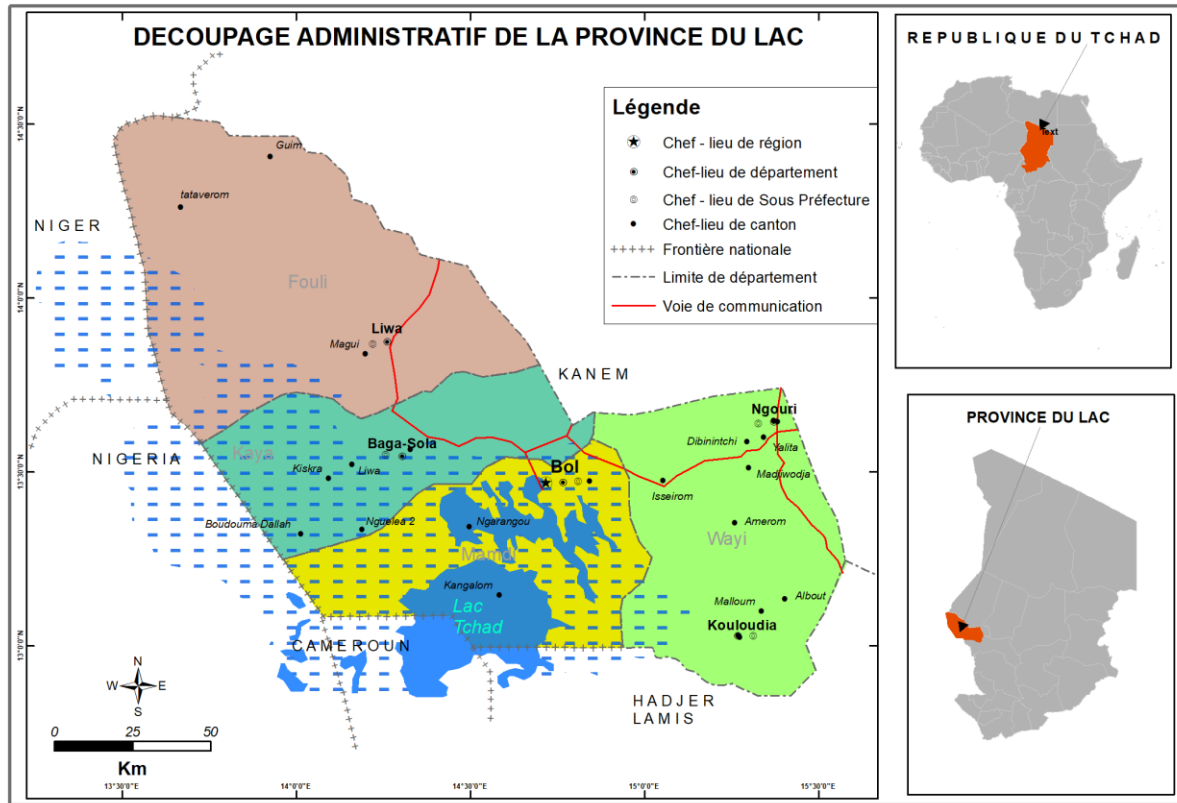 DECOUPAGE ADMINISTRATIF DE LA PROVINCE DU LAC
REPUBLIQUE DU TCHAD
Text
Légende
Chef - lieu de région
Chef-lieu de département
Chef - lieu de Sous Préfecture
Chef-lieu de canton
Frontière nationale
Limite de département
Voie de communication
14°30'0"N
14°0'0"N
13°30'0"N
13°0'0"N
Guim
tataverom
NIGER
Fouli
Liwa
Magui
KANEM
Ngouri
Dibinintchi
Yalita
Baga-Sola
NIGERIA
Kaya
Kiskra
Liwa
Bol
Madjiwodja
Isseirom
Boudouma Dallah
Nguelea 2
Ngarangou
Amerom
Wayi
Mamdi
Kangalom
Albout
Malloum
Lac
Tchad
Kouloudia
CAMEROUN
HADJER
LAMIS
N
W
E
S
0
25
50
Km
13°30'0"E
14°0'0"E
14°30'0"E
15°0'0"E
15°30'0"E
PROVINCE DU LAC